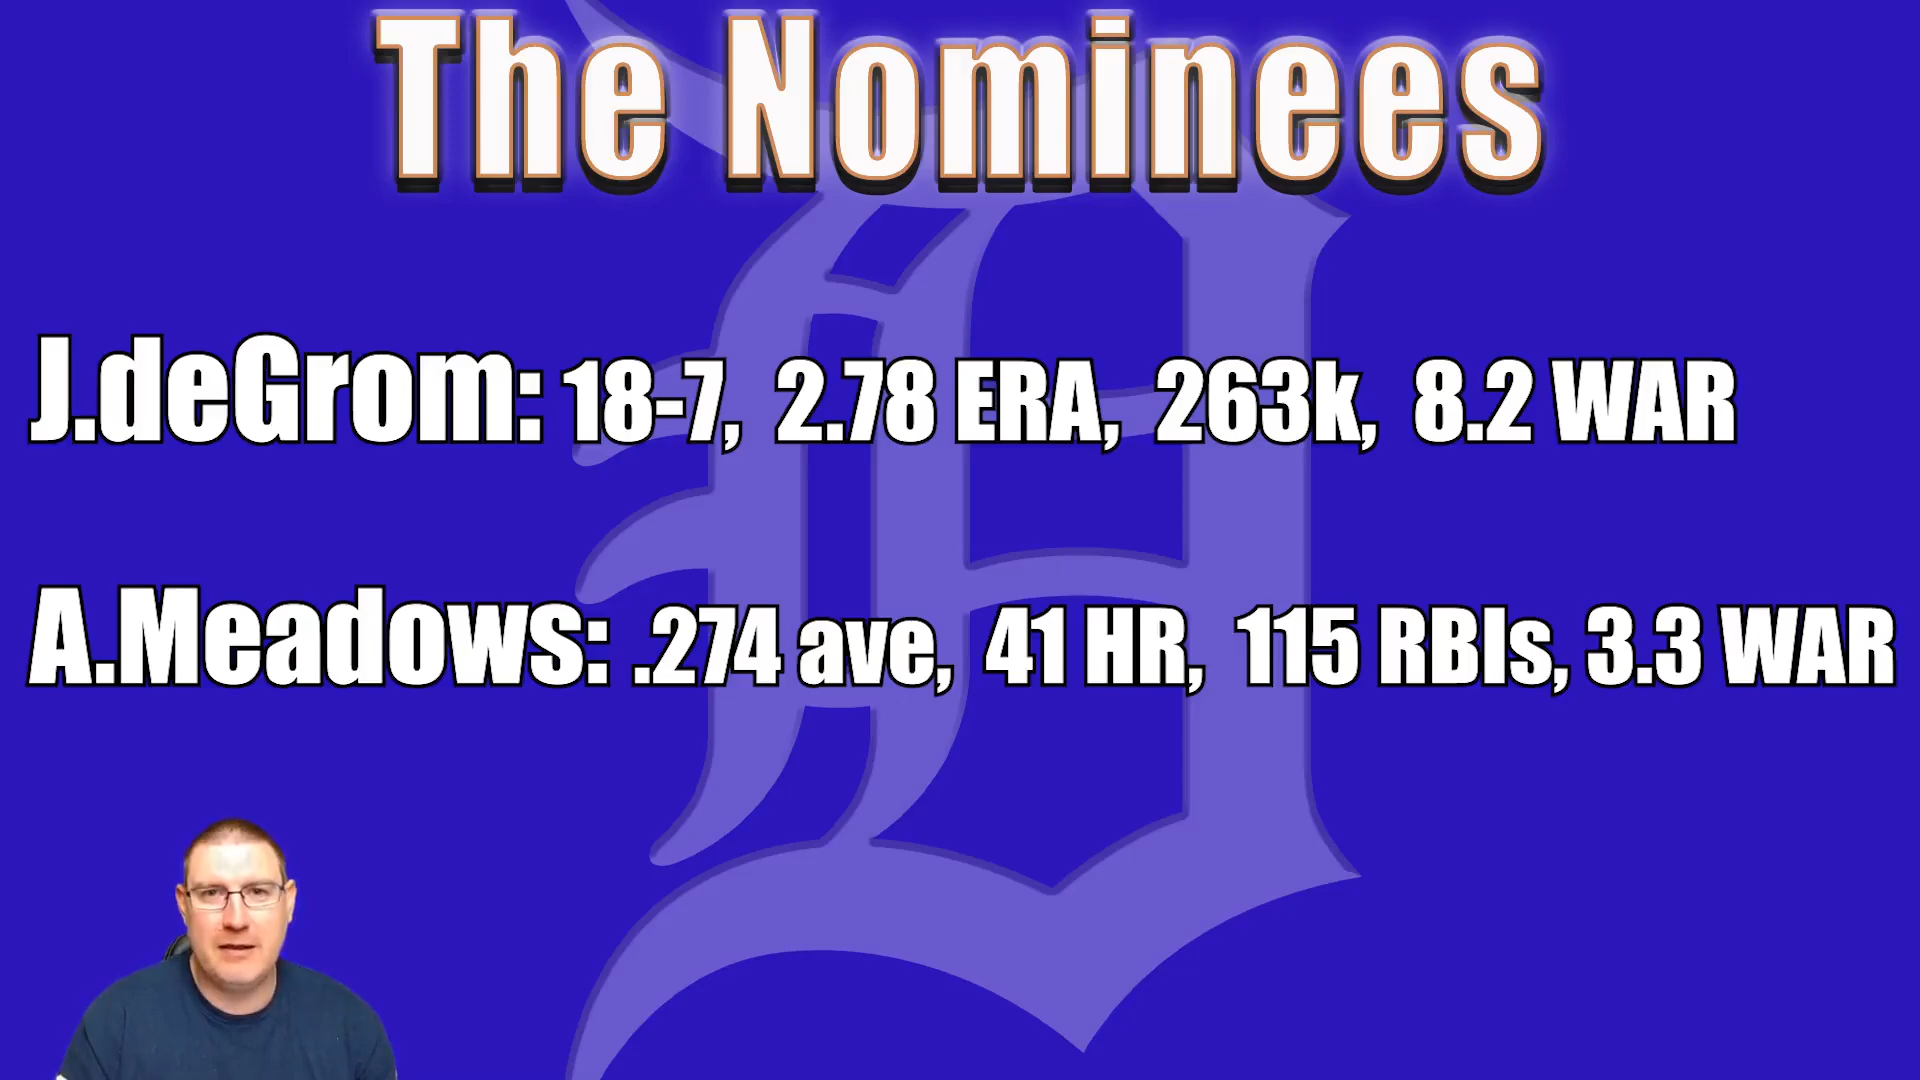 The Nominees
J.deGrom: 18-7, 2.78 ERA, 263k, 8.2 WAR
A.Meadows: .274 ave, 41 HR, 115 RBIs, 3.3 WAR